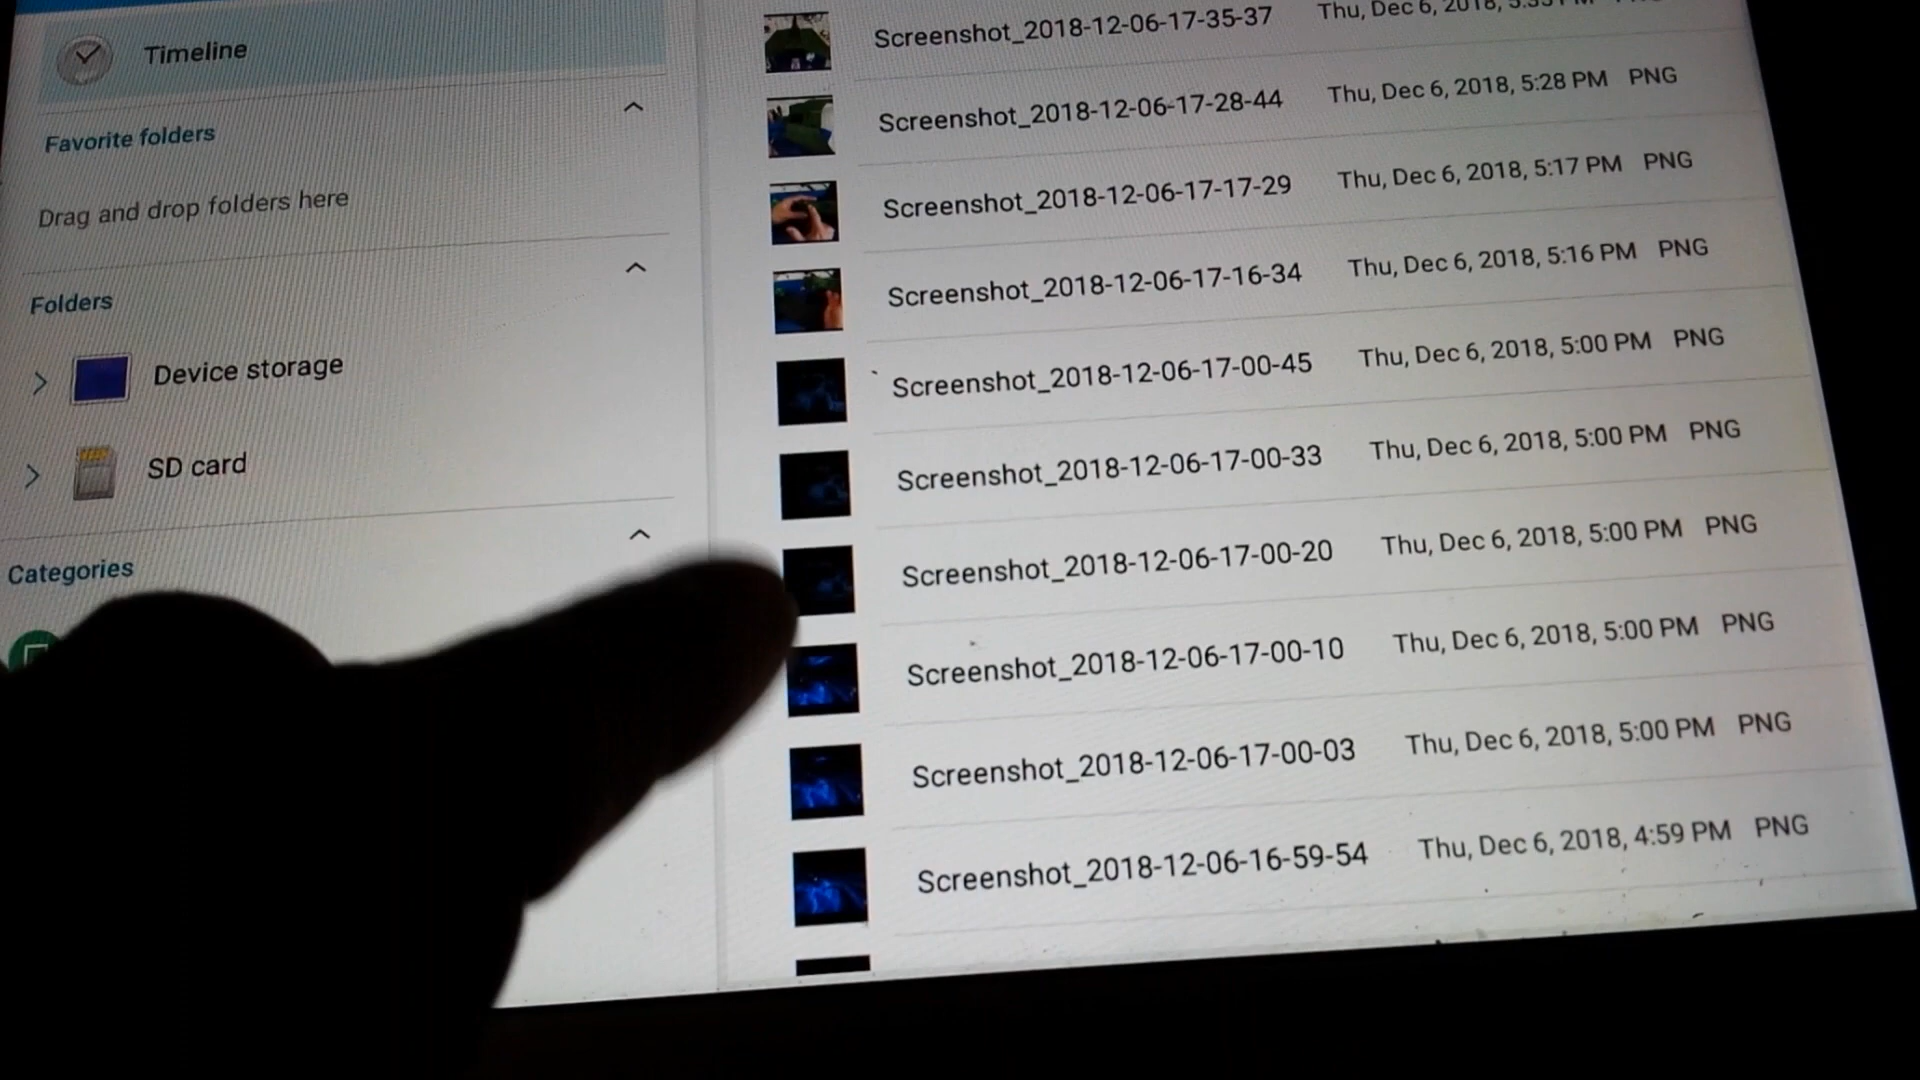 Timeline
Favorite folders
Drag and drop folders here
Folders
Device storage
SD card
Categories
Screenshot_2018-12-06-17-35-37 Thu, Dec 6, 2018,
Screenshot_2018-12-06-17-28-44 Thu, Dec 6, 2018, 5:28 PM PNG
Screenshot_2018-12-06-17-17-29 Thu, Dec 6, 2018, 5:17 PM PNG
Screenshot_2018-12-06-17-16-34 Thu, Dec 6, 2018, 5:16 PM PNG
Screenshot_2018-12-06-17-00-45 Thu, Dec 6, 2018, 5:00 PM PNG
Screenshot_2018-12-06-17-00-33 Thu, Dec 6, 2018, 5:00 PM PNG
Screenshot_2018-12-06-17-00-20 Thu, Dec 6, 2018, 5:00 PM PNG
Screenshot_2018-12-06-17-00-10 Thu, Dec 6, 2018, 5:00 PM PNG
Screenshot_2018-12-06-17-00-03 Thu, Dec 6, 2018, 5:00 PM PNG
Screenshot_2018-12-06-16-59-54 Thu, Dec 6, 2018, 4:59 PM PNG